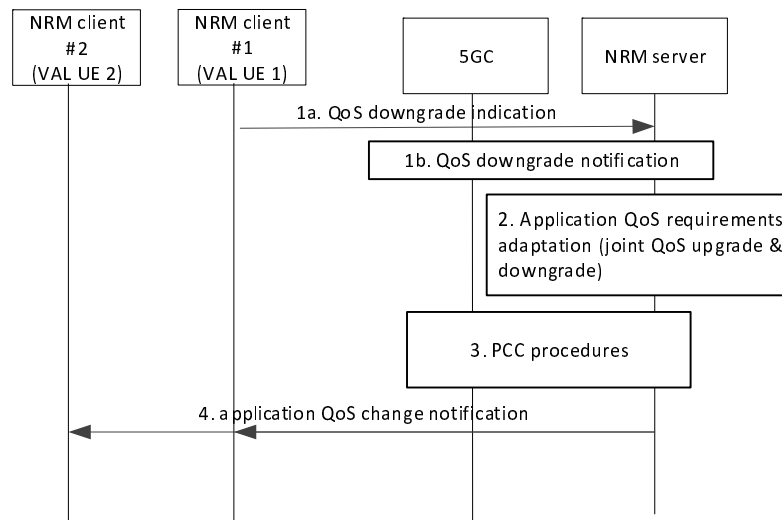 NRM client
#2
(VAL UE 2)
NRM client
#1
(VAL UE 1)
5GC
NRM server
1a. QoS downgrade indication
1b. QoS downgrade notification
2. Application QoS requirements
adaptation (joint QoS upgrade &
downgrade)
3. PCC procedures
4. application QoS change notification